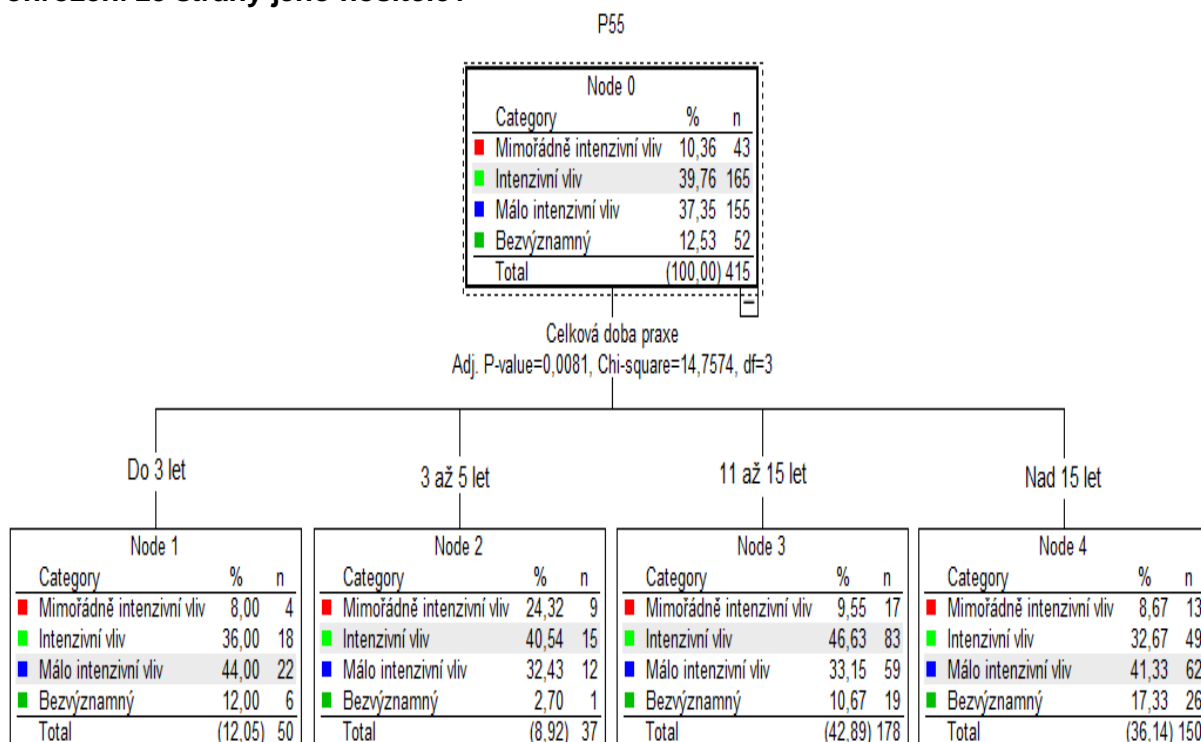 ohrožení ze strany jeho nositele?
P55
Node 0
Category % n
Mimořádně intenzivní vliv 10,36 43
Intenzivní vliv 39,76 165
Málo intenzivní vliv 37,35 155
Bezvýznamný 12,53 52
Total (100,00) 415
Celková doba praxe
Adj. P-value=0,0081, Chi-square=14,7574, df=3
Do 3 let
3 až 5 let
11 až 15 let
Nad 15 let
Node 1
Category % n
Mimořádně intenzivní vliv 8,00 4
Intenzivní vliv 36,00 18
Málo intenzivní vliv 44,00 22
Bezvýznamný 12,00 6
Total (12,05) 50
Node 2
Category % n
Mimořádně intenzivní vliv 24,32 9
Intenzivní vliv 40,54 15
Málo intenzivní vliv 32,43 12
Bezvýznamný 2,70 1
Total (8,92) 37
Node 3
Category % n
Mimořádně intenzivní vliv 9,55 17
Intenzivní vliv 46,63 83
Málo intenzivní vliv 33,15 59
Bezvýznamný 10,67 19
Total (42,89) 178
Node 4
Category % n
Mimořádně intenzivní vliv 8,67 13
Intenzivní vliv 32,67 49
Málo intenzivní vliv 41,33 62
Bezvýznamný 17,33 26
Total (36,14) 150